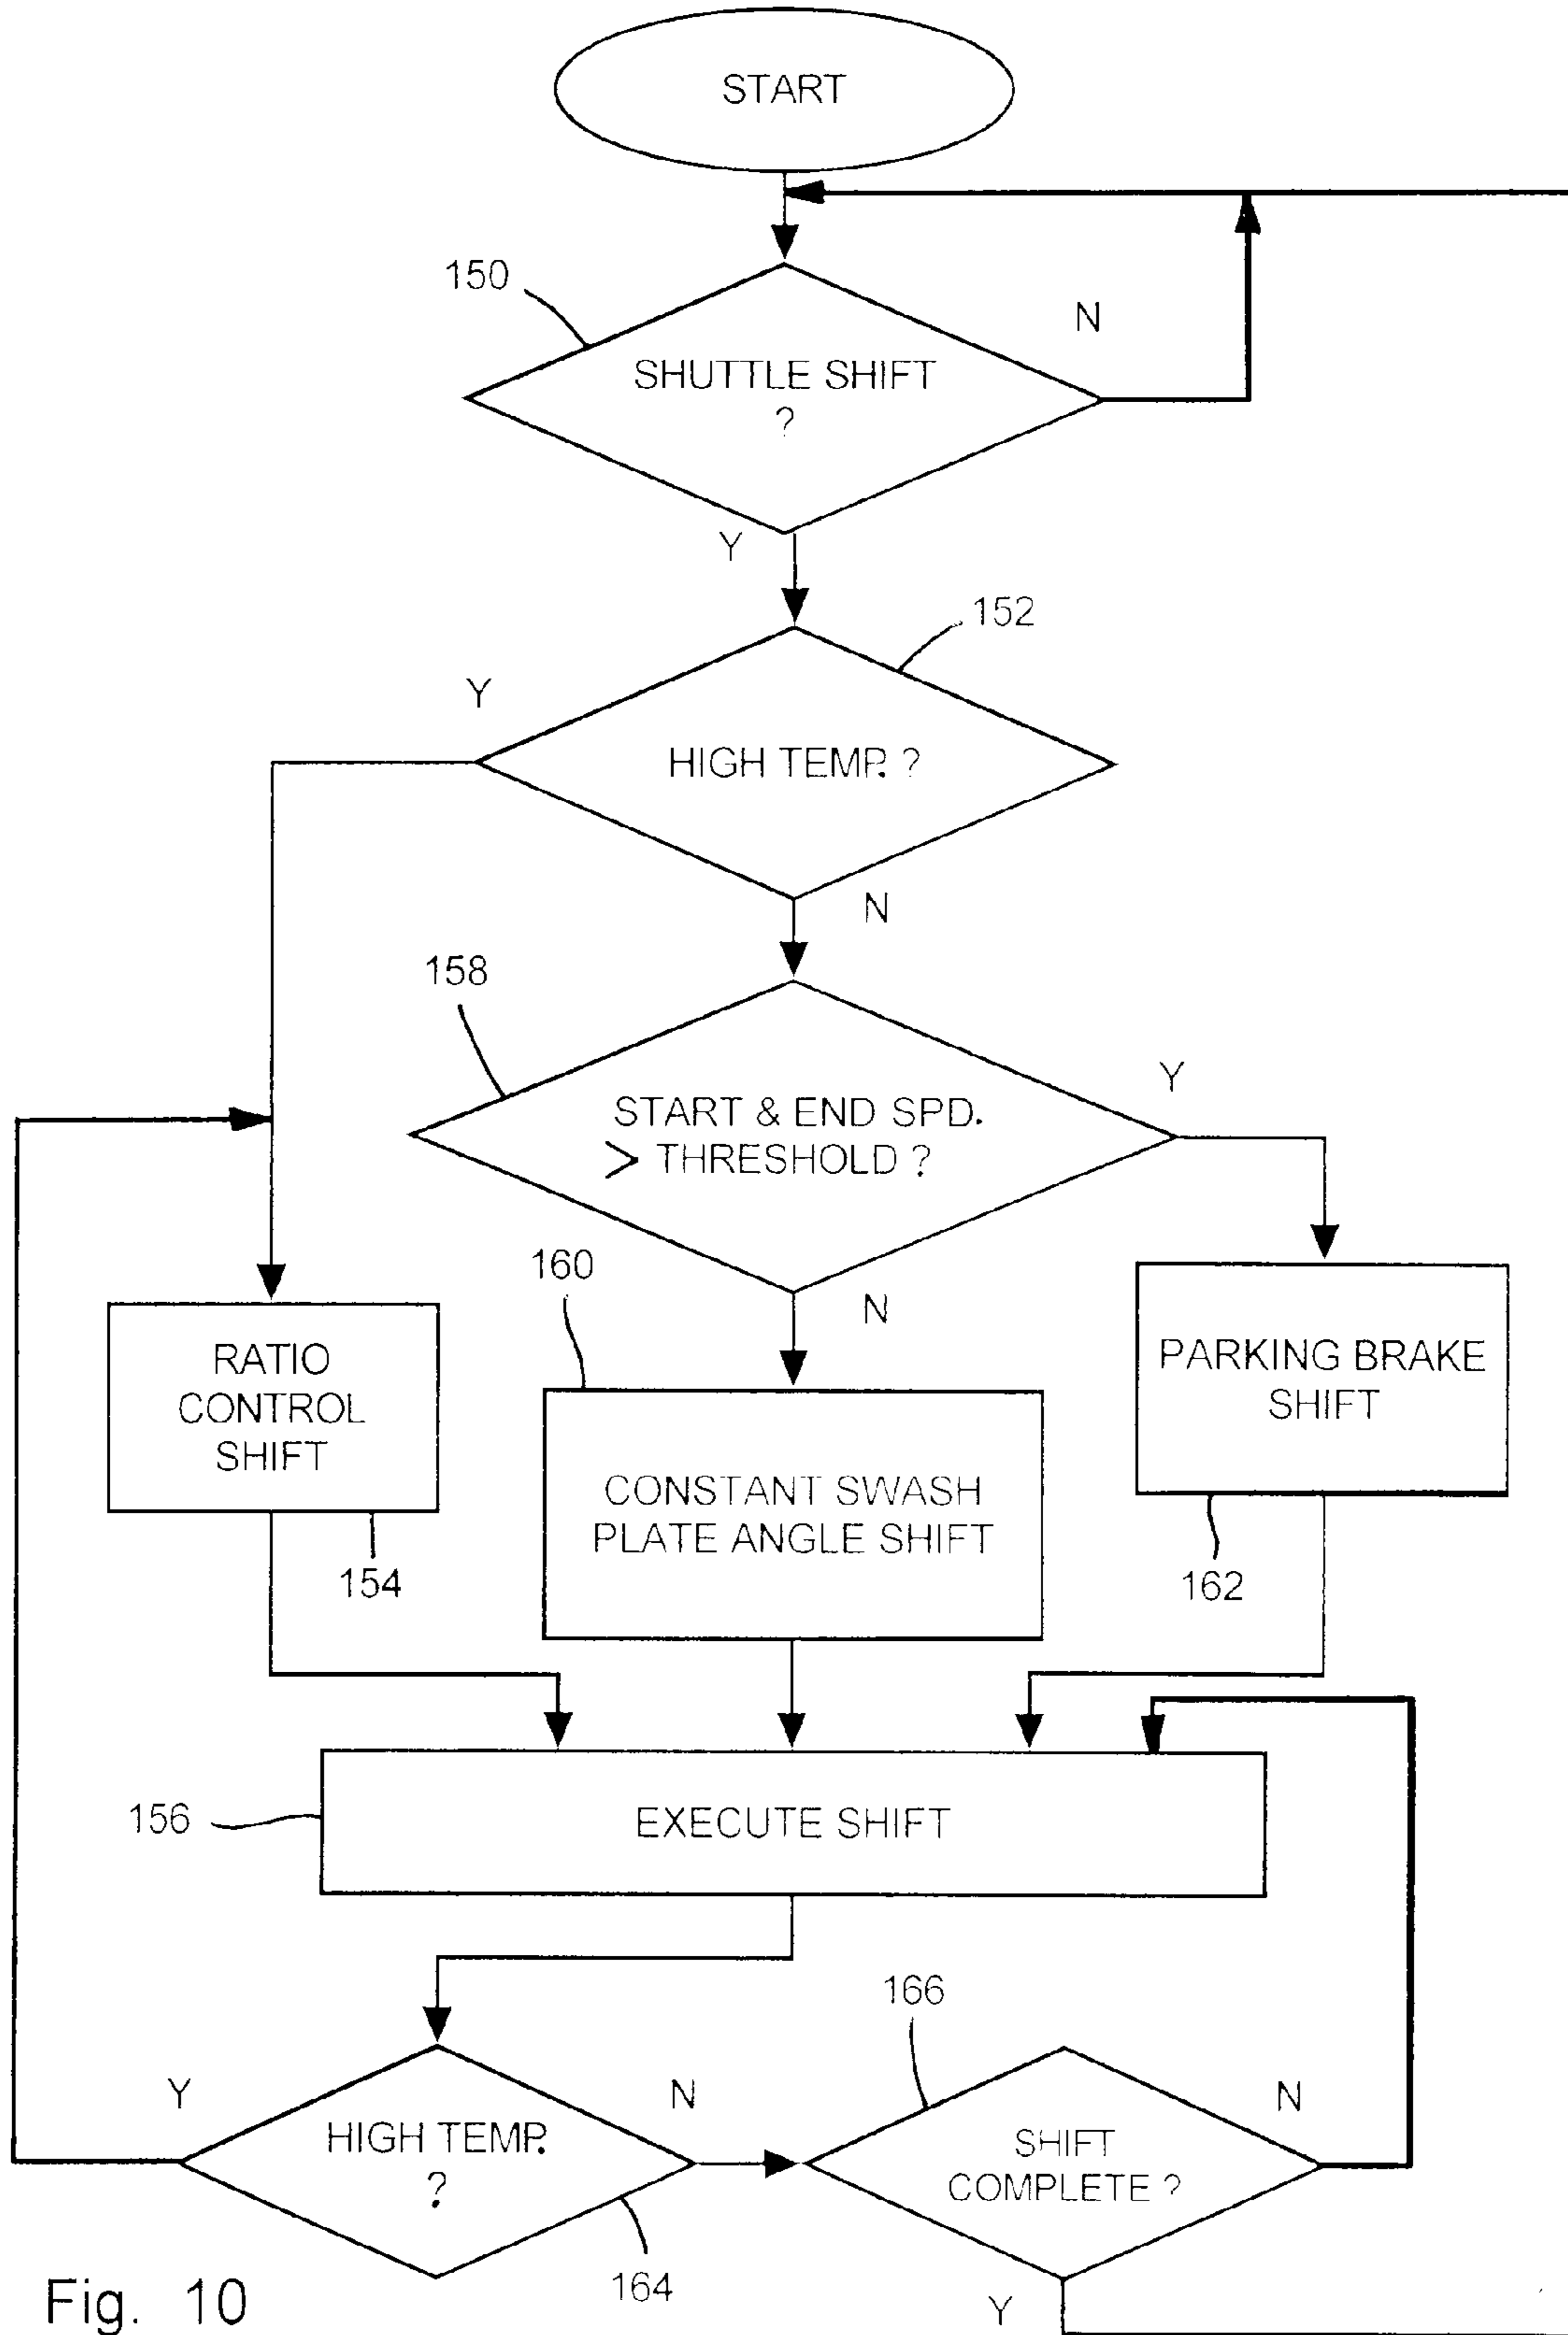 START
150
N
SHUTTLE SHIFT
?
Y
152
Y
HIGH TEMP. ?
N
158
Y
START & END SPD.
> THRESHOLD ?
160
N
RATIO
CONTROL
SHIFT
PARKING BRAKE
SHIFT
CONSTANT SWASH
PLATE ANGLE SHIFT
154
162
156
EXECUTE SHIFT
166
Y
N
N
HIGH TEMP.
?
SHIFT
COMPLETE ?
164
Y
Fig. 10